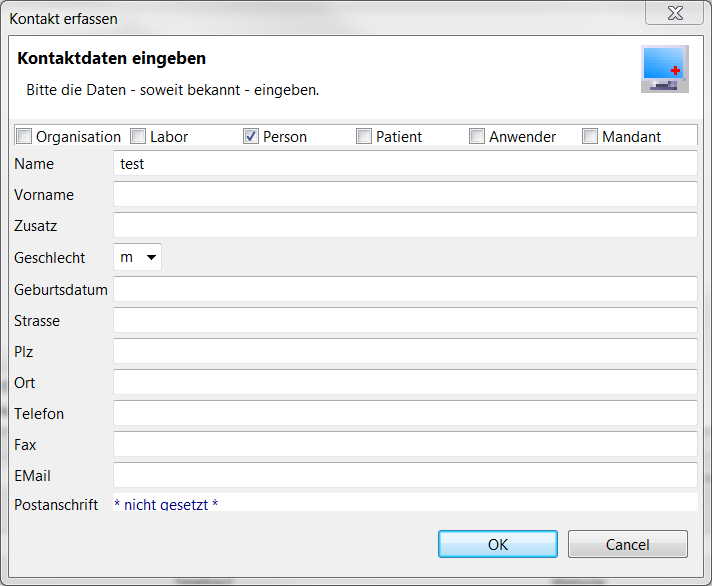 Kontakt erfassen
Kontaktdaten eingeben
Bitte die Daten - soweit bekannt - eingeben.
Organisation Labor Person Patient Anwender Mandant
Name test
Vorname
Zusatz
Geschlecht m
Geburtsdatum
Strasse
Plz
Ort
Telefon
Fax
EMail
Postanschrift * nicht gesetzt *
OK Cancel